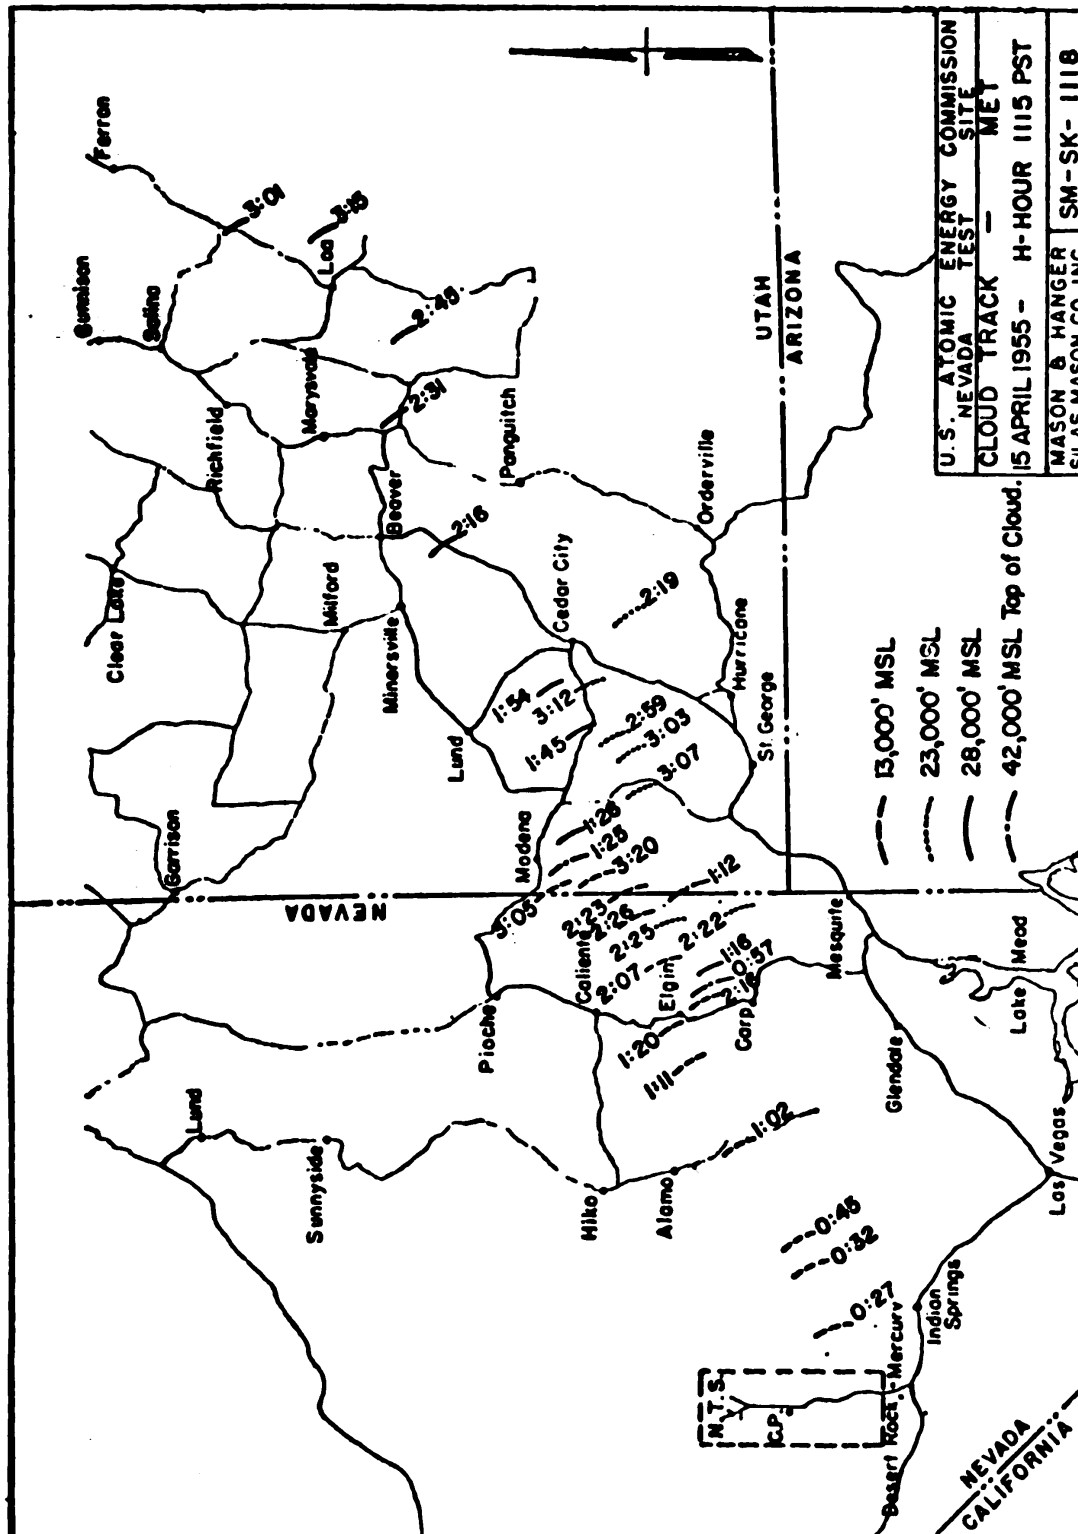 Ferron
3:01
3:15
Gunnison
Salina
Loa
2:45
Marysvale
2:31
Richfield
Panguitch
Beaver
2:16
Orderville
Clear Lake
Milford
Cedar City
2:19
Minersville
Hurricane
1:54
3:12
Lund
1:45
2:59
3:03
St. George
3:07
Garrison
Modena
1:28
1:25
3:20
1:12
3:05
2:23
2:26
2:25
2:22
NEVADA
UTAH
ARIZONA
Caliente
2:07
Elgin
1:16
0:57
Mesquite
Pioche
Carp
Lake Mead
1:20
1:11
Glendale
Lund
Sunnyside
1:02
Hiko
Alamo
Las Vegas
0:45
0:32
0:27
Indian
Springs
N.T.S.
C.P.
Mercury
Desert Rock
NEVADA
CALIFORNIA
13,000' MSL
23,000' MSL
28,000' MSL
42,000' MSL Top of Cloud.
U.S. ATOMIC ENERGY COMMISSION
NEVADA TEST SITE
CLOUD TRACK — MET
15 APRIL 1955 - H-HOUR 1115 PST
MASON & HANGER
SILAS MASON CO. INC.
SM-SK-1118